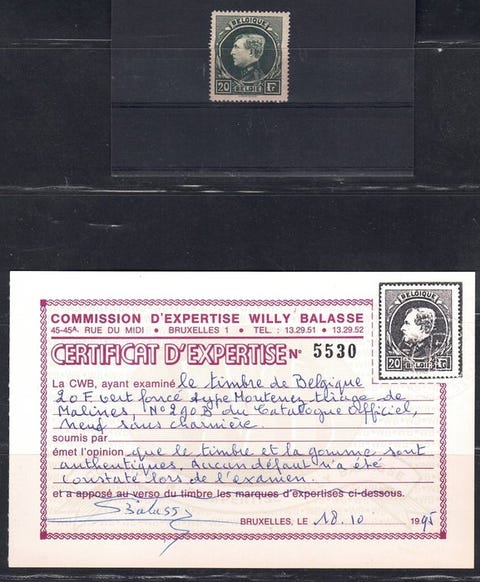 BELGIQUE
20 BELGIË Fr
COMMISSION D'EXPERTISE WILLY BALASSE
45-45A, RUE DU MIDI • BRUXELLES 1 • TEL. : 13.29.51 • 13.29.52
BELGIQUE
20 BELGIË Fr
CERTIFICAT D'EXPERTISE N° 5530
La CWB, ayant examiné le timbre de Belgique
20 F vert foncé type Montenez tirage de
Malines, N° 290B du Catalogue Officiel,
neuf sans charnière.
soumis par
émet l'opinion que le timbre et la gomme sont
authentiques, aucun défaut n'a été
constaté lors de l'examen.
et a apposé au verso du timbre les marques d'expertises ci-dessous.
Balasse
BRUXELLES, LE 18.10 1995